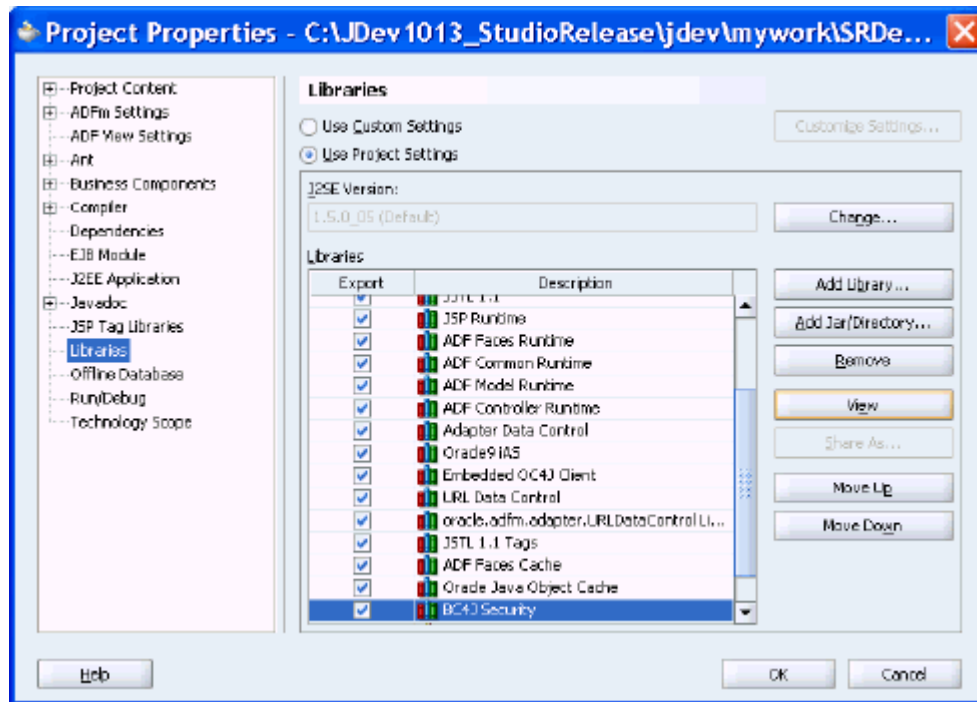 Project Properties - C:\JDev1013_StudioRelease\jdev\mywork\SRDe...
Project Content
ADFm Settings
ADF View Settings
Ant
Business Components
Compiler
Dependencies
EJB Module
J2EE Application
Javadoc
JSP Tag Libraries
Libraries
Offline Database
Run/Debug
Technology Scope
Libraries
Use Custom Settings
Customize Settings...
Use Project Settings
J2SE Version:
1.5.0_05 (Default)
Change...
Libraries
Export Description
JSTL 1.1
JSP Runtime
ADF Faces Runtime
ADF Common Runtime
ADF Model Runtime
ADF Controller Runtime
Adapter Data Control
Oracle9iAS
Embedded OC4J Client
URL Data Control
oracle.adfm.adapter.URLDataControl Li...
JSTL 1.1 Tags
ADF Faces Cache
Oracle Java Object Cache
BC4J Security
Add Library...
Add Jar/Directory...
Remove
View
Share As...
Move Up
Move Down
Help
OK
Cancel